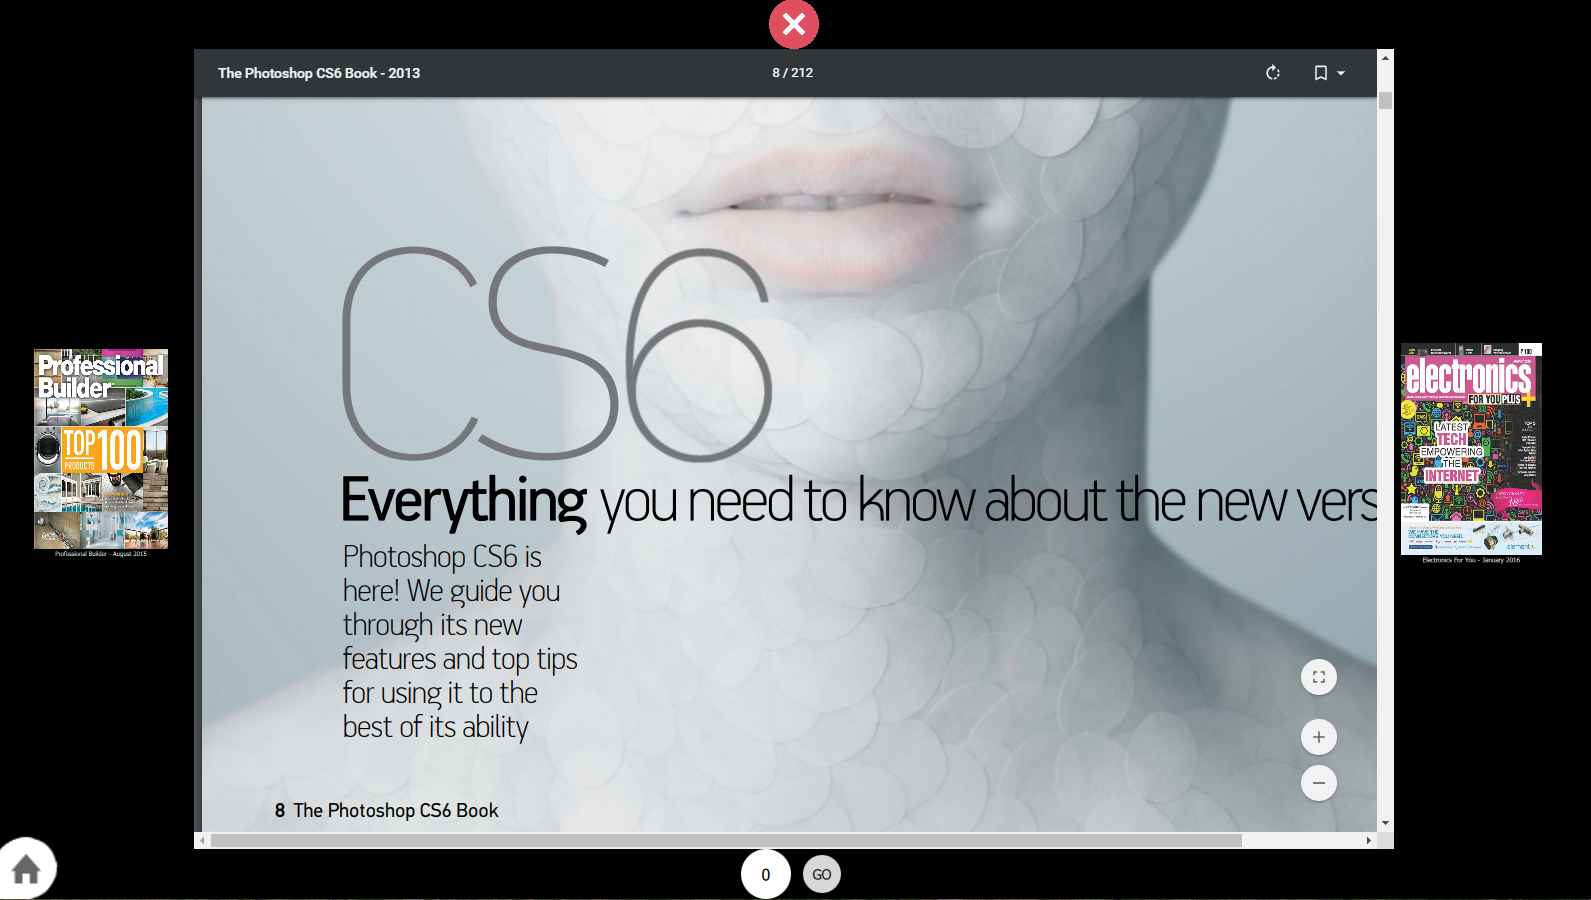 The Photoshop CS6 Book - 2013
8 / 212
CS6
Everything you need to know about the new vers
Photoshop CS6 is
here! We guide you
through its new
features and top tips
for using it to the
best of its ability
8 The Photoshop CS6 Book
Professional
Builder
TOP 100
PRODUCTS
Professional Builder - August 2015
electronics
FOR YOU PLUS
LATEST
TECH
EMPOWERING
THE
INTERNET
element
Electronics For You - January 2016
0
GO